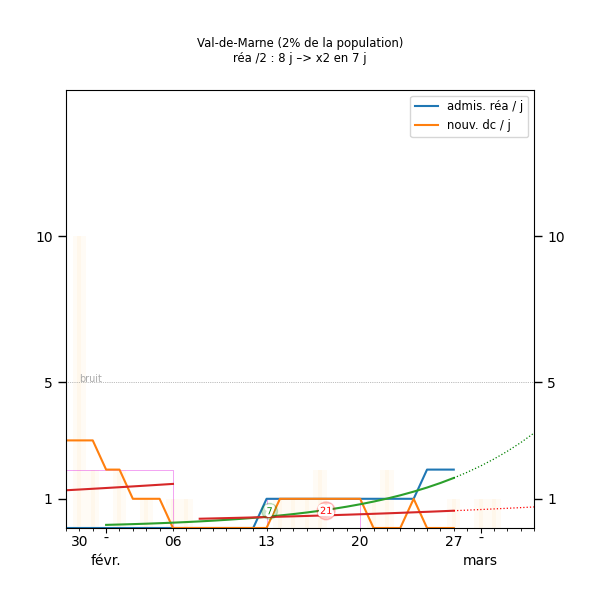 Val-de-Marne (2% de la population)
réa /2 : 8 j –> x2 en 7 j
admis. réa / j
nouv. dc / j
10 10
bruit
5 5
7 21
1 1
30 - 06 13 20 27 -
févr. mars